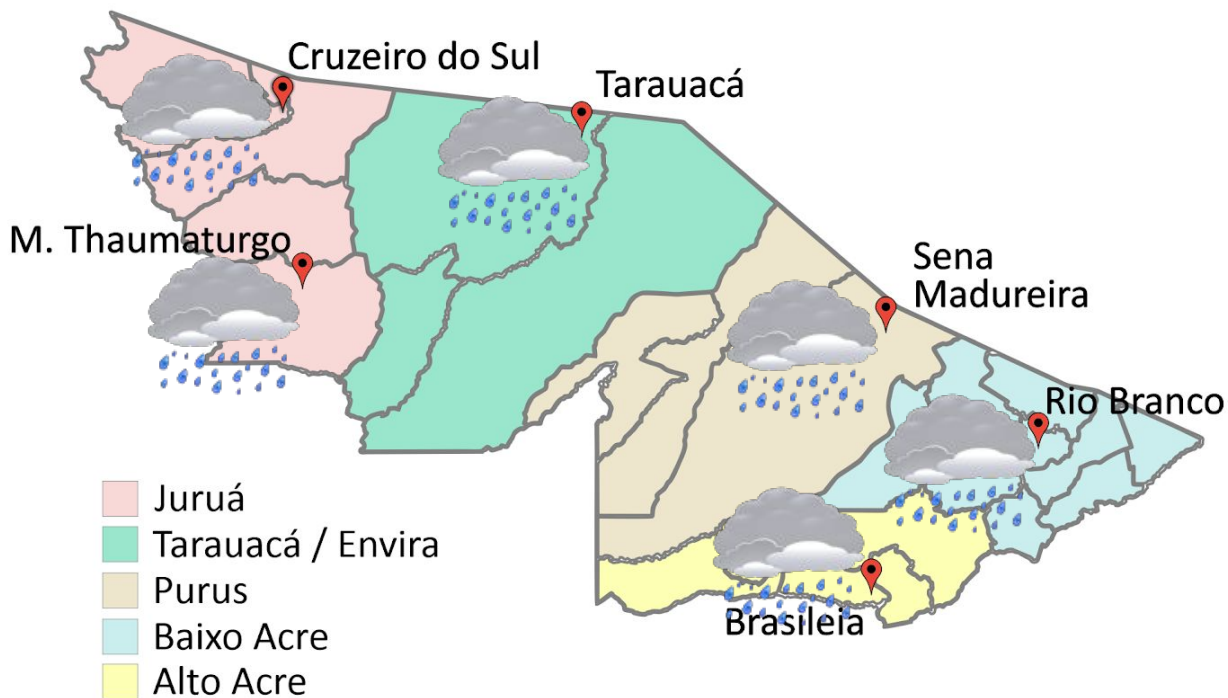 Cruzeiro do Sul
Tarauacá
M. Thaumaturgo
Sena
Madureira
Rio Branco
Brasileia
Juruá
Tarauacá / Envira
Purus
Baixo Acre
Alto Acre